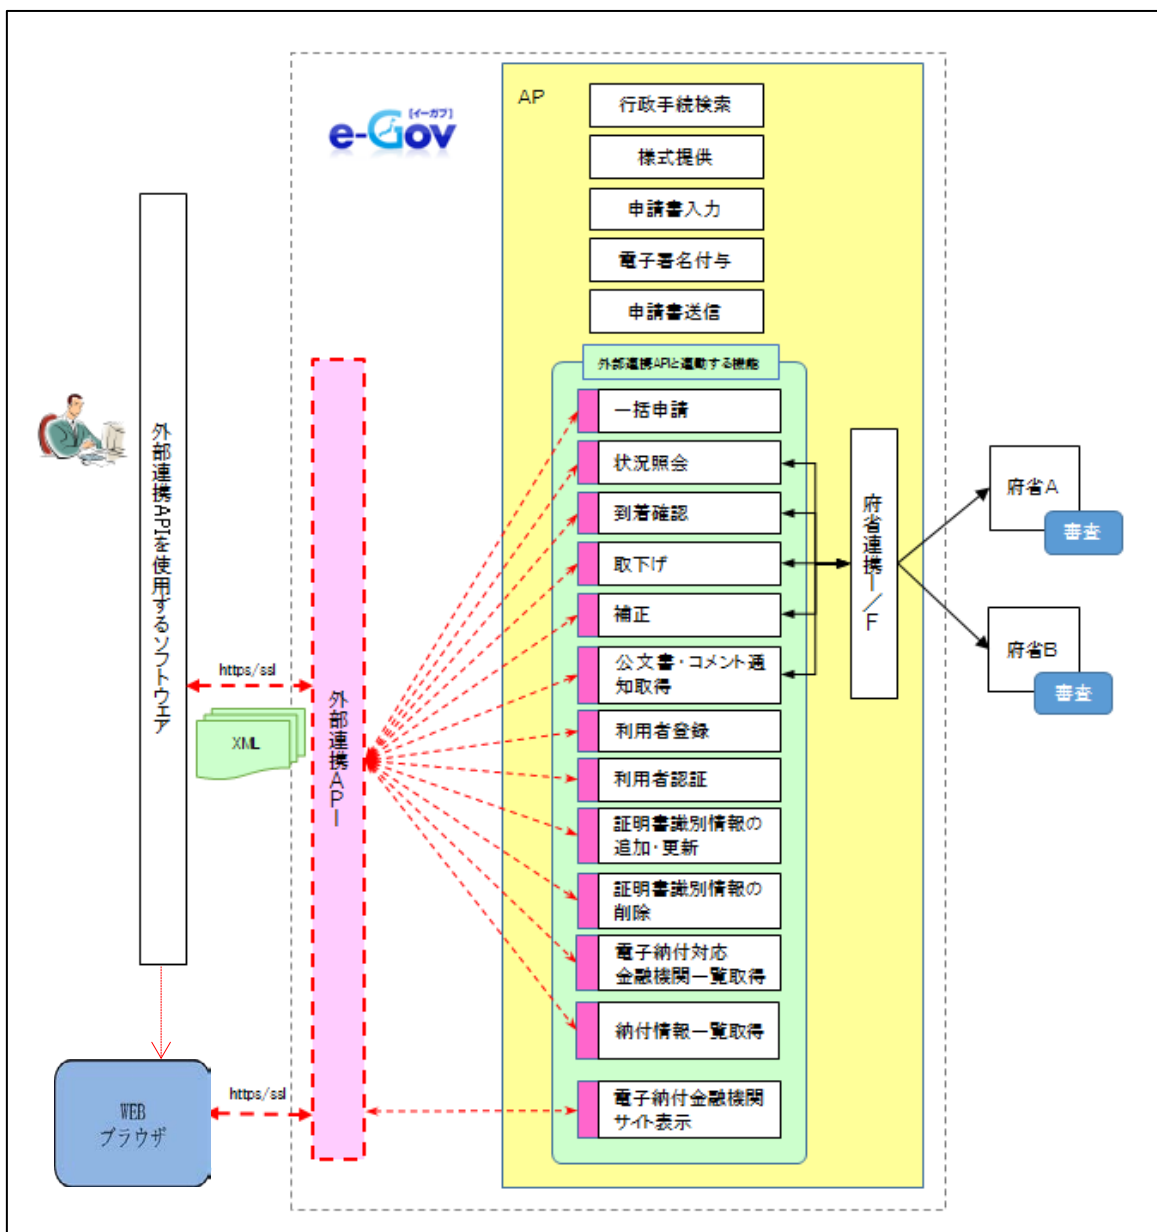 [イーガブ]
e-Gov
AP
行政手続検索
様式提供
申請書入力
電子署名付与
申請書送信
外部連携APIと連動する機能
一括申請
状況照会
到着確認
取下げ
補正
公文書・コメント通
知取得
利用者登録
利用者認証
証明書識別情報の
追加・更新
証明書識別情報の
削除
電子納付対応
金融機関一覧取得
納付情報一覧取得
電子納付金融機関
サイト表示
外部連携APIを使用するソフトウェア
https/ssl
XML
外部連携API
WEB
ブラウザ
https/ssl
府省連携I/F
府省A
審査
府省B
審査